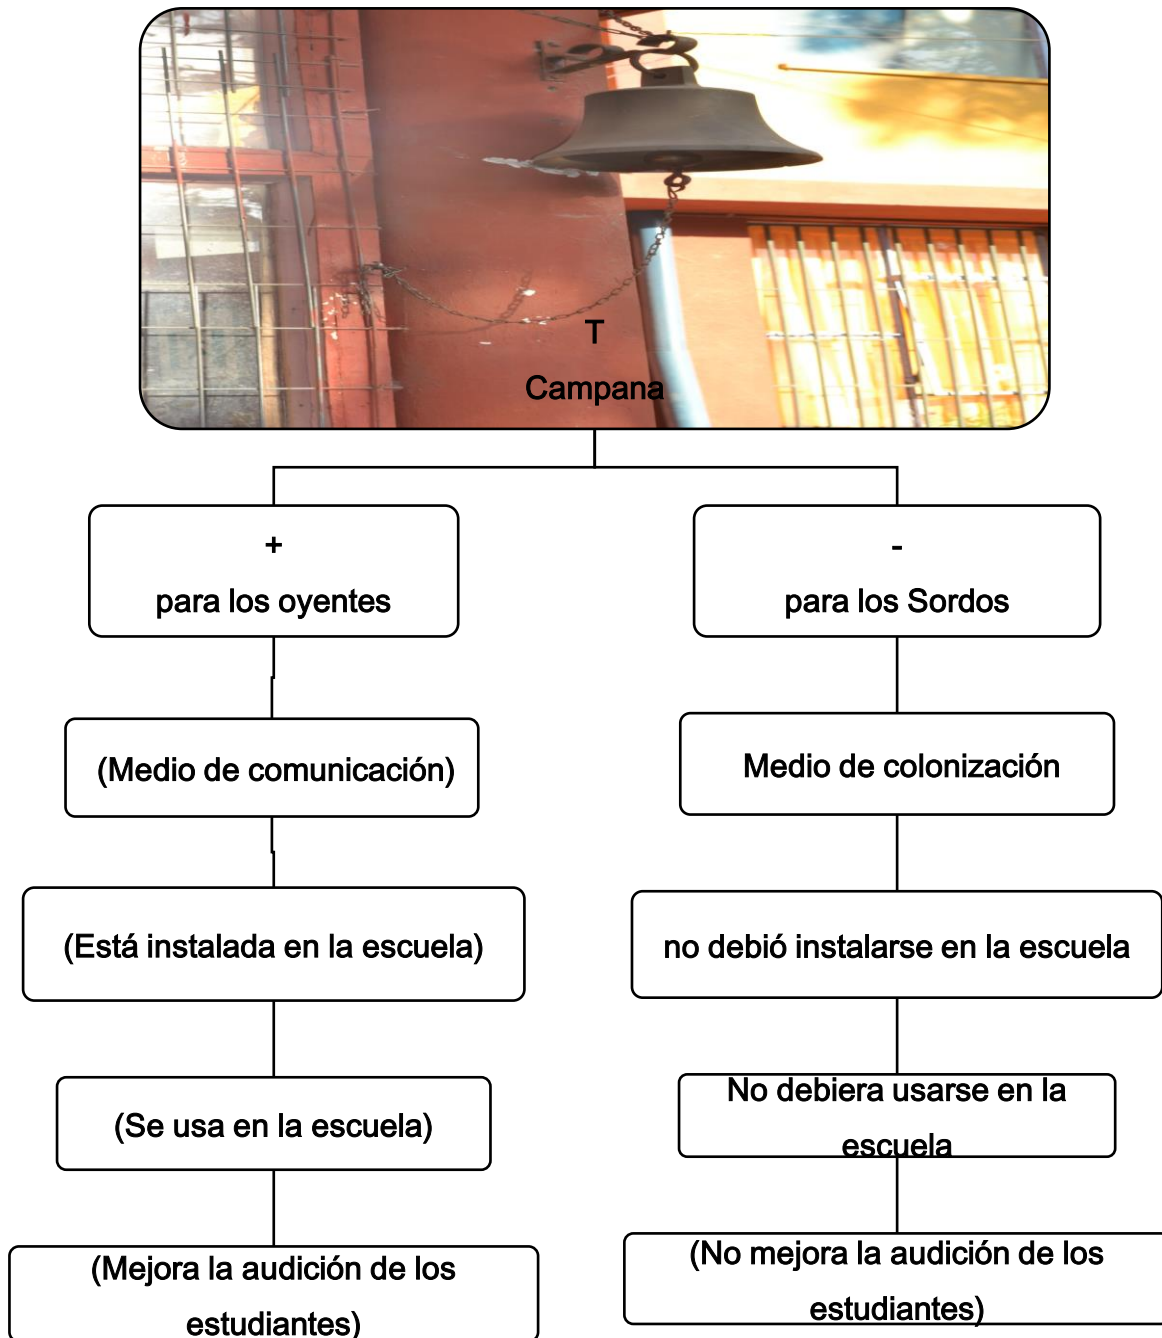 T
Campana
+
para los oyentes
-
para los Sordos
(Medio de comunicación)
Medio de colonización
(Está instalada en la escuela)
no debió instalarse en la escuela
(Se usa en la escuela)
No debiera usarse en la
escuela
(Mejora la audición de los
estudiantes)
(No mejora la audición de los
estudiantes)